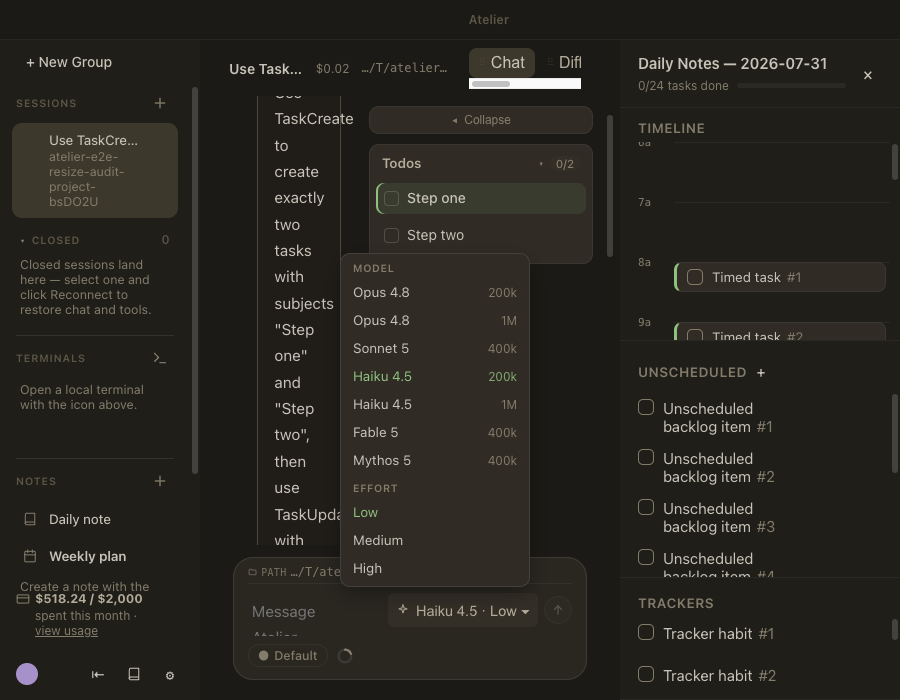 Atelier
+ New Group
SESSIONS
Use TaskCre...
atelier-e2e-
resize-audit-
project-
bsDO2U
CLOSED 0
Closed sessions land
here — select one and
click Reconnect to
restore chat and tools.
TERMINALS
Open a local terminal
with the icon above.
NOTES
Daily note
Weekly plan
Create a note with the
$518.24 / $2,000
spent this month ·
view usage
Use Task... $0.02 …/T/atelier…
Chat Diff
Use
TaskCreate
to
create
exactly
two
tasks
with
subjects
"Step
one"
and
"Step
two",
then
use
TaskUpda
with
Collapse
Todos 0/2
Step one
Step two
MODEL
Opus 4.8 200k
Opus 4.8 1M
Sonnet 5 400k
Haiku 4.5 200k
Haiku 4.5 1M
Fable 5 400k
Mythos 5 400k
EFFORT
Low
Medium
High
PATH …/T/ate
Message
Atelier
Haiku 4.5 · Low
Default
Daily Notes — 2026-07-31
0/24 tasks done
TIMELINE
6a
7a
8a
Timed task #1
9a
Timed task #2
UNSCHEDULED +
Unscheduled
backlog item #1
Unscheduled
backlog item #2
Unscheduled
backlog item #3
Unscheduled
backlog item #4
TRACKERS
Tracker habit #1
Tracker habit #2